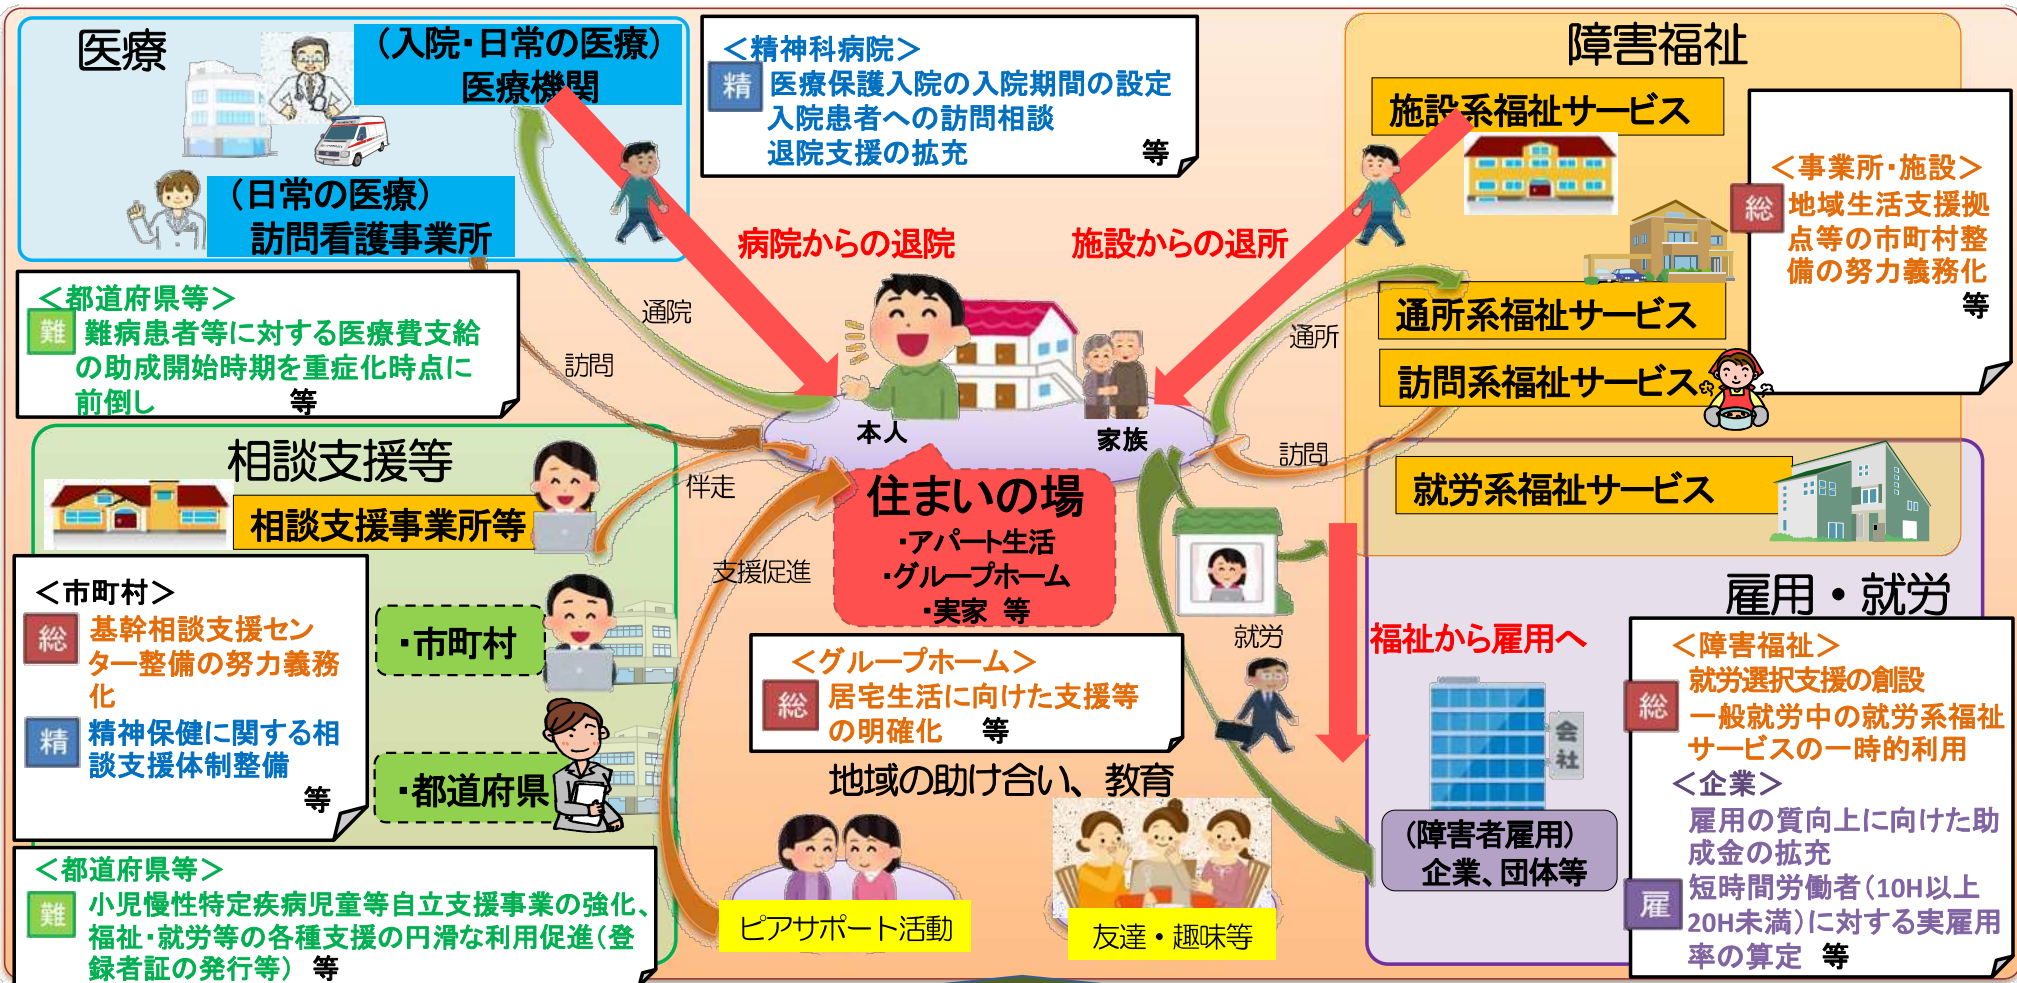 医療
（入院・日常の医療）
医療機関
（日常の医療）
訪問看護事業所
＜精神科病院＞
精 医療保護入院の入院期間の設定
入院患者への訪問相談
退院支援の拡充 等
障害福祉
施設系福祉サービス
通所系福祉サービス
訪問系福祉サービス
就労系福祉サービス
＜事業所・施設＞
総 地域生活支援拠
点等の市町村整
備の努力義務化
等
病院からの退院
施設からの退所
＜都道府県等＞
難 難病患者等に対する医療費支給
の助成開始時期を重症化時点に
前倒し 等
通院
訪問
通所
訪問
本人
家族
住まいの場
・アパート生活
・グループホーム
・実家 等
相談支援等
相談支援事業所等
伴走
支援促進
＜市町村＞
総 基幹相談支援セン
ター整備の努力義務
化
精 精神保健に関する相
談支援体制整備
等
・市町村
・都道府県
＜都道府県等＞
難 小児慢性特定疾病児童等自立支援事業の強化、
福祉・就労等の各種支援の円滑な利用促進（登
録者証の発行等） 等
＜グループホーム＞
総 居宅生活に向けた支援等
の明確化 等
地域の助け合い、教育
ピアサポート活動
友達・趣味等
就労
福祉から雇用へ
雇用・就労
会
社
（障害者雇用）
企業、団体等
＜障害福祉＞
就労選択支援の創設
総 一般就労中の就労系福祉
サービスの一時的利用
＜企業＞
雇用の質向上に向けた助
成金の拡充
雇 短時間労働者（10H以上
20H未満）に対する実雇用
率の算定 等